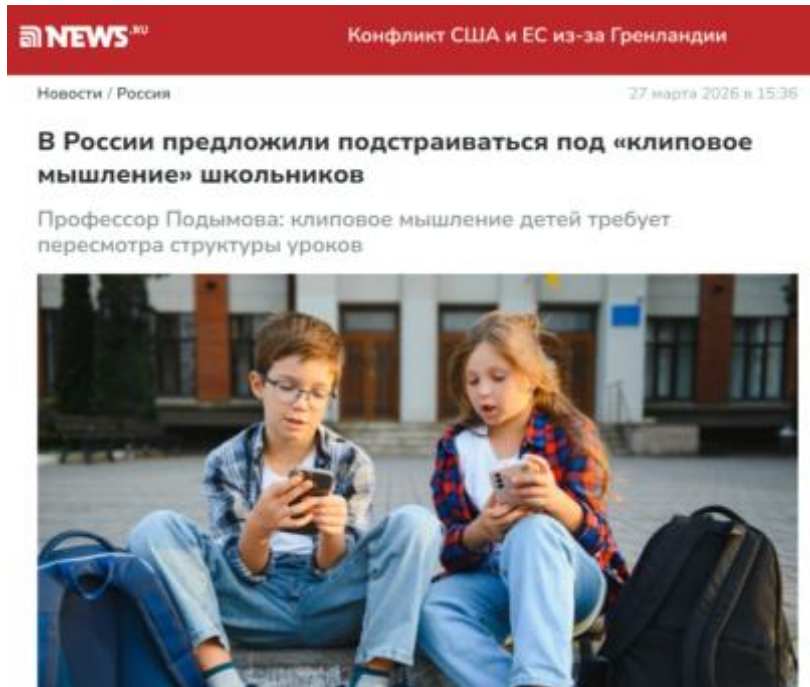 NEWS.RU
Конфликт США и ЕС из-за Гренландии
Новости / Россия
27 марта 2026 в 15:36
В России предложили подстраиваться под «клиповое
мышление» школьников
Профессор Подымова: клиповое мышление детей требует
пересмотра структуры уроков